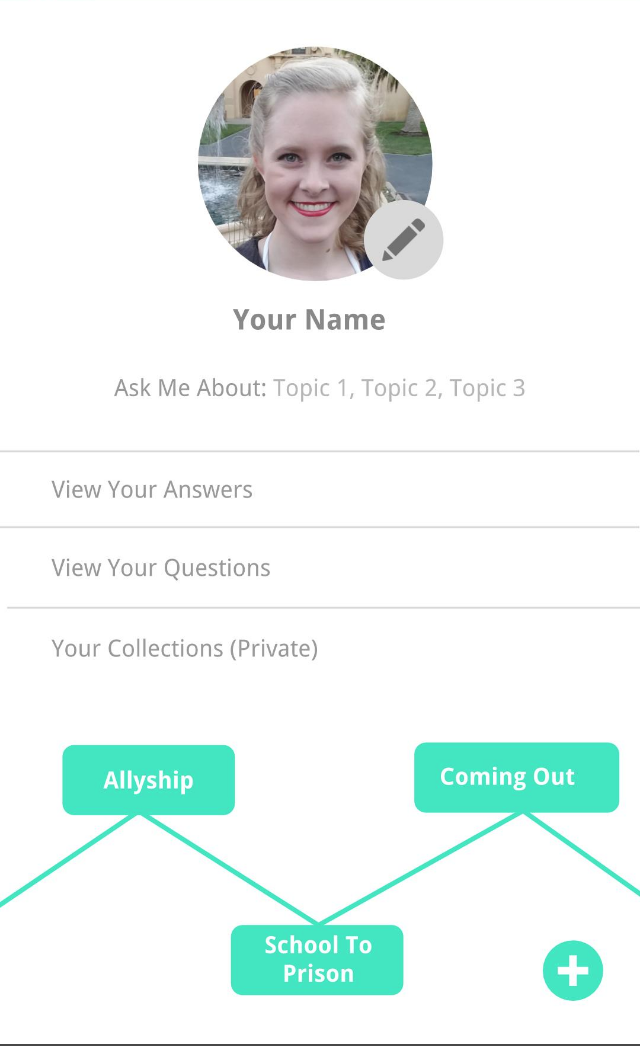 Your Name
Ask Me About: Topic 1, Topic 2, Topic 3
View Your Answers
View Your Questions
Your Collections (Private)
Allyship
Coming Out
School To
Prison